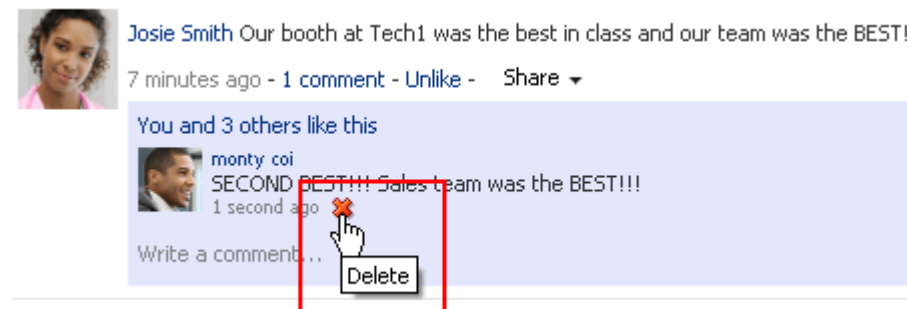 Josie Smith Our booth at Tech1 was the best in class and our team was the BEST!
7 minutes ago - 1 comment - Unlike - Share
You and 3 others like this
monty coi
SECOND BEST!!! Sales team was the BEST!!!
1 second ago
Write a comment...
Delete